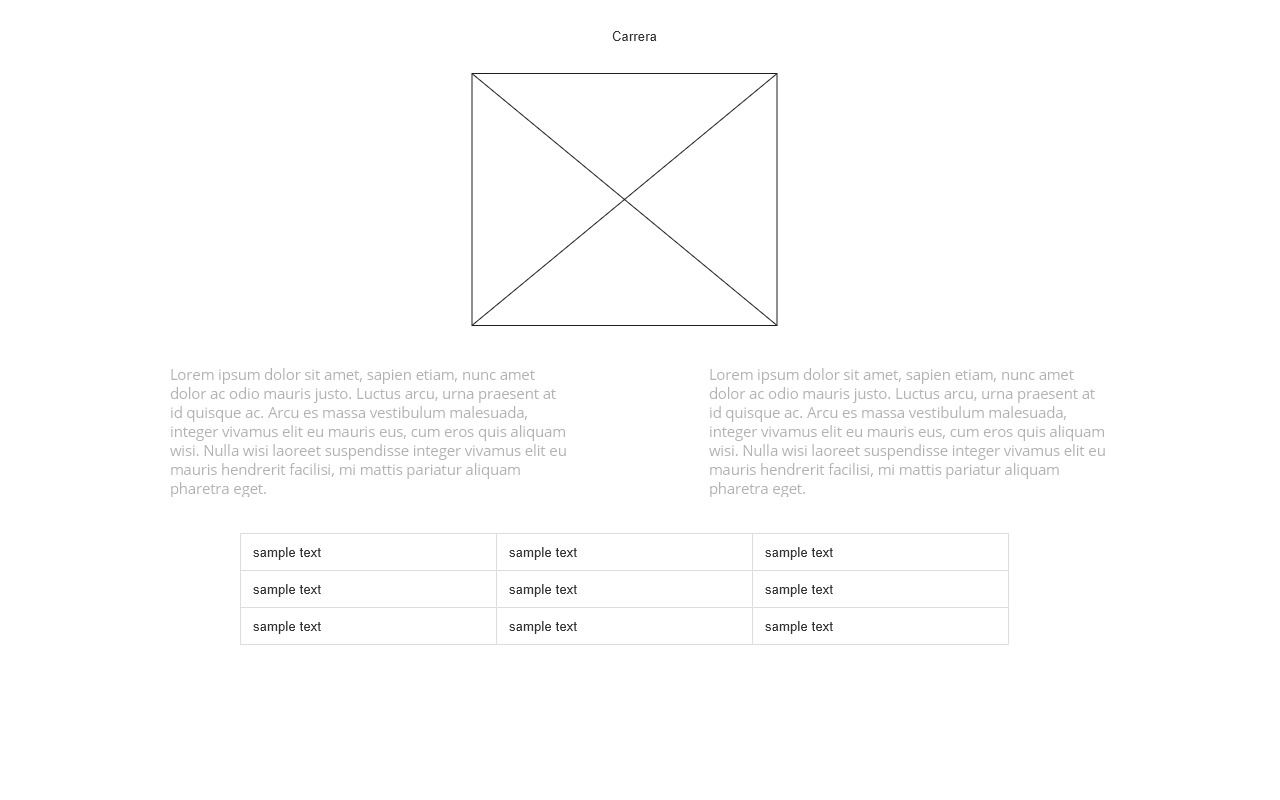 Carrera
Lorem ipsum dolor sit amet, sapien etiam, nunc amet
dolor ac odio mauris justo. Luctus arcu, urna praesent at
id quisque ac. Arcu es massa vestibulum malesuada,
integer vivamus elit eu mauris eus, cum eros quis aliquam
wisi. Nulla wisi laoreet suspendisse integer vivamus elit eu
mauris hendrerit facilisi, mi mattis pariatur aliquam
pharetra eget.
Lorem ipsum dolor sit amet, sapien etiam, nunc amet
dolor ac odio mauris justo. Luctus arcu, urna praesent at
id quisque ac. Arcu es massa vestibulum malesuada,
integer vivamus elit eu mauris eus, cum eros quis aliquam
wisi. Nulla wisi laoreet suspendisse integer vivamus elit eu
mauris hendrerit facilisi, mi mattis pariatur aliquam
pharetra eget.
sample text sample text sample text
sample text sample text sample text
sample text sample text sample text